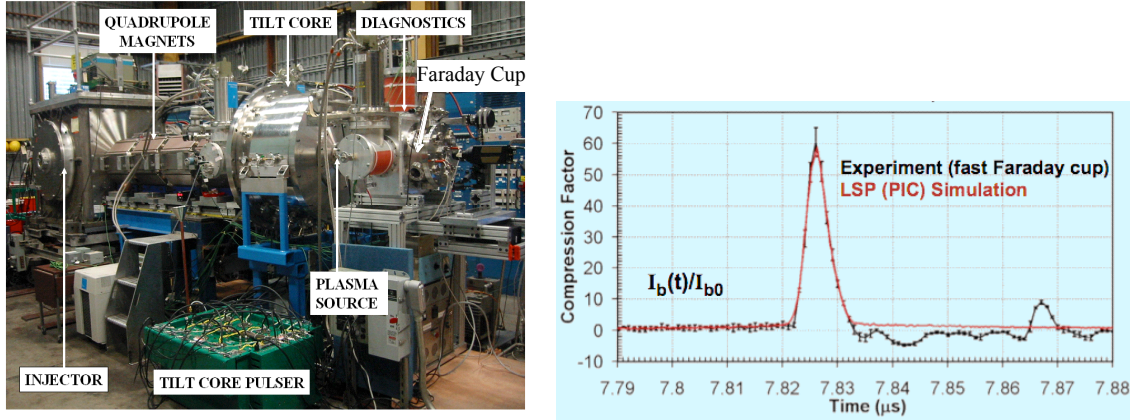 QUADRUPOLE
MAGNETS
TILT CORE
DIAGNOSTICS
Faraday Cup
PLASMA
SOURCE
INJECTOR
TILT CORE PULSER
70
60
50
40
30
20
10
0
-10
Compression Factor
Experiment (fast Faraday cup)
LSP (PIC) Simulation
I_b(t)/I_b0
7.79 7.8 7.81 7.82 7.83 7.84 7.85 7.86 7.87 7.88
Time (μs)